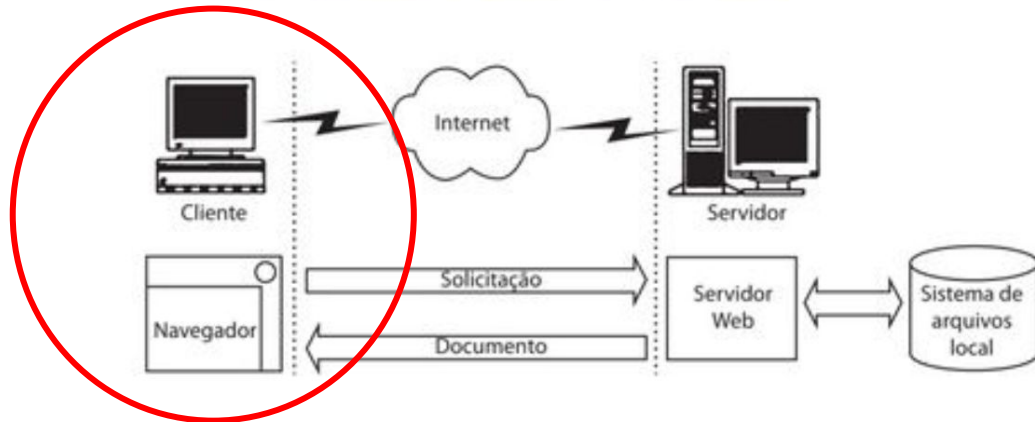 Internet
Cliente
Servidor
Solicitação
Navegador
Servidor
Web
Sistema de
arquivos
local
Documento